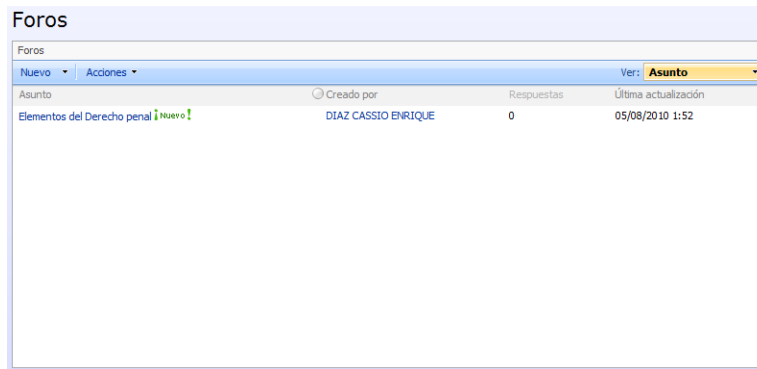 Foros
Foros
Nuevo Acciones Ver: Asunto
Asunto Creado por Respuestas Última actualización
Elementos del Derecho penal ¡Nuevo! DIAZ CASSIO ENRIQUE 0 05/08/2010 1:52